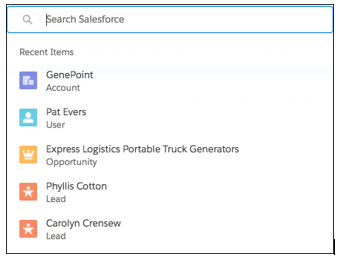 Search Salesforce
Recent Items
GenePoint
Account
Pat Evers
User
Express Logistics Portable Truck Generators
Opportunity
Phyllis Cotton
Lead
Carolyn Crensew
Lead